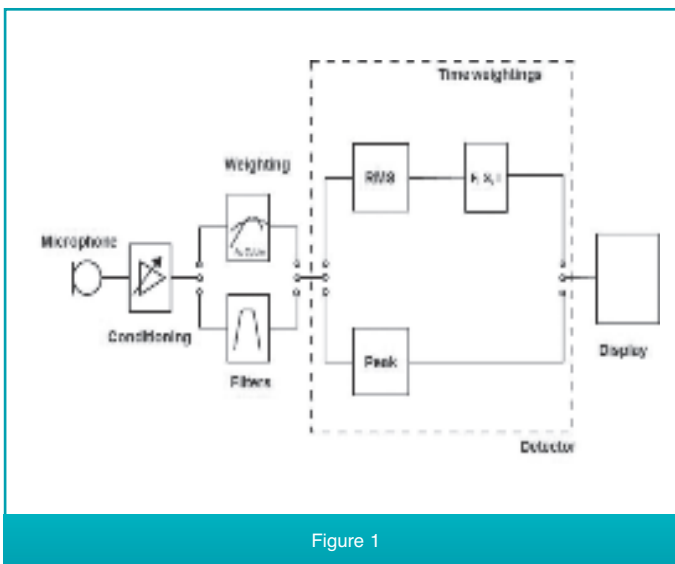 Time weightings
Weighting
RMS
Microphone
Conditioning
Filters
Peak
Display
Detector
Figure 1